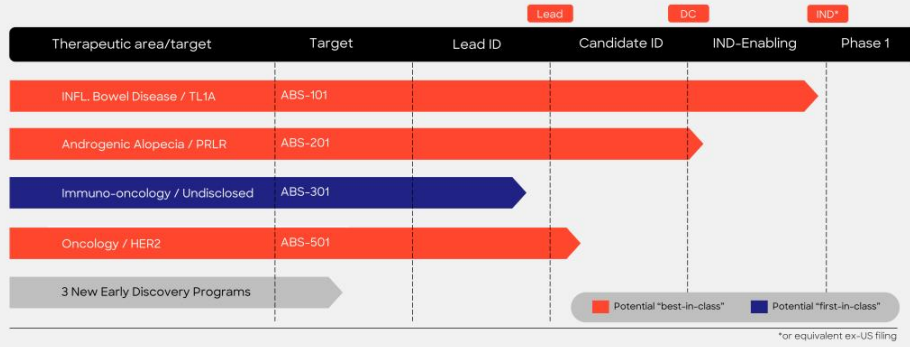 Lead DC IND*
Therapeutic area/target Target Lead ID Candidate ID IND-Enabling Phase 1
INFL. Bowel Disease / TL1A ABS-101
Androgenic Alopecia / PRLR ABS-201
Immuno-oncology / Undisclosed ABS-301
Oncology / HER2 ABS-501
3 New Early Discovery Programs
Potential "best-in-class" Potential "first-in-class"
*or equivalent ex-US filing